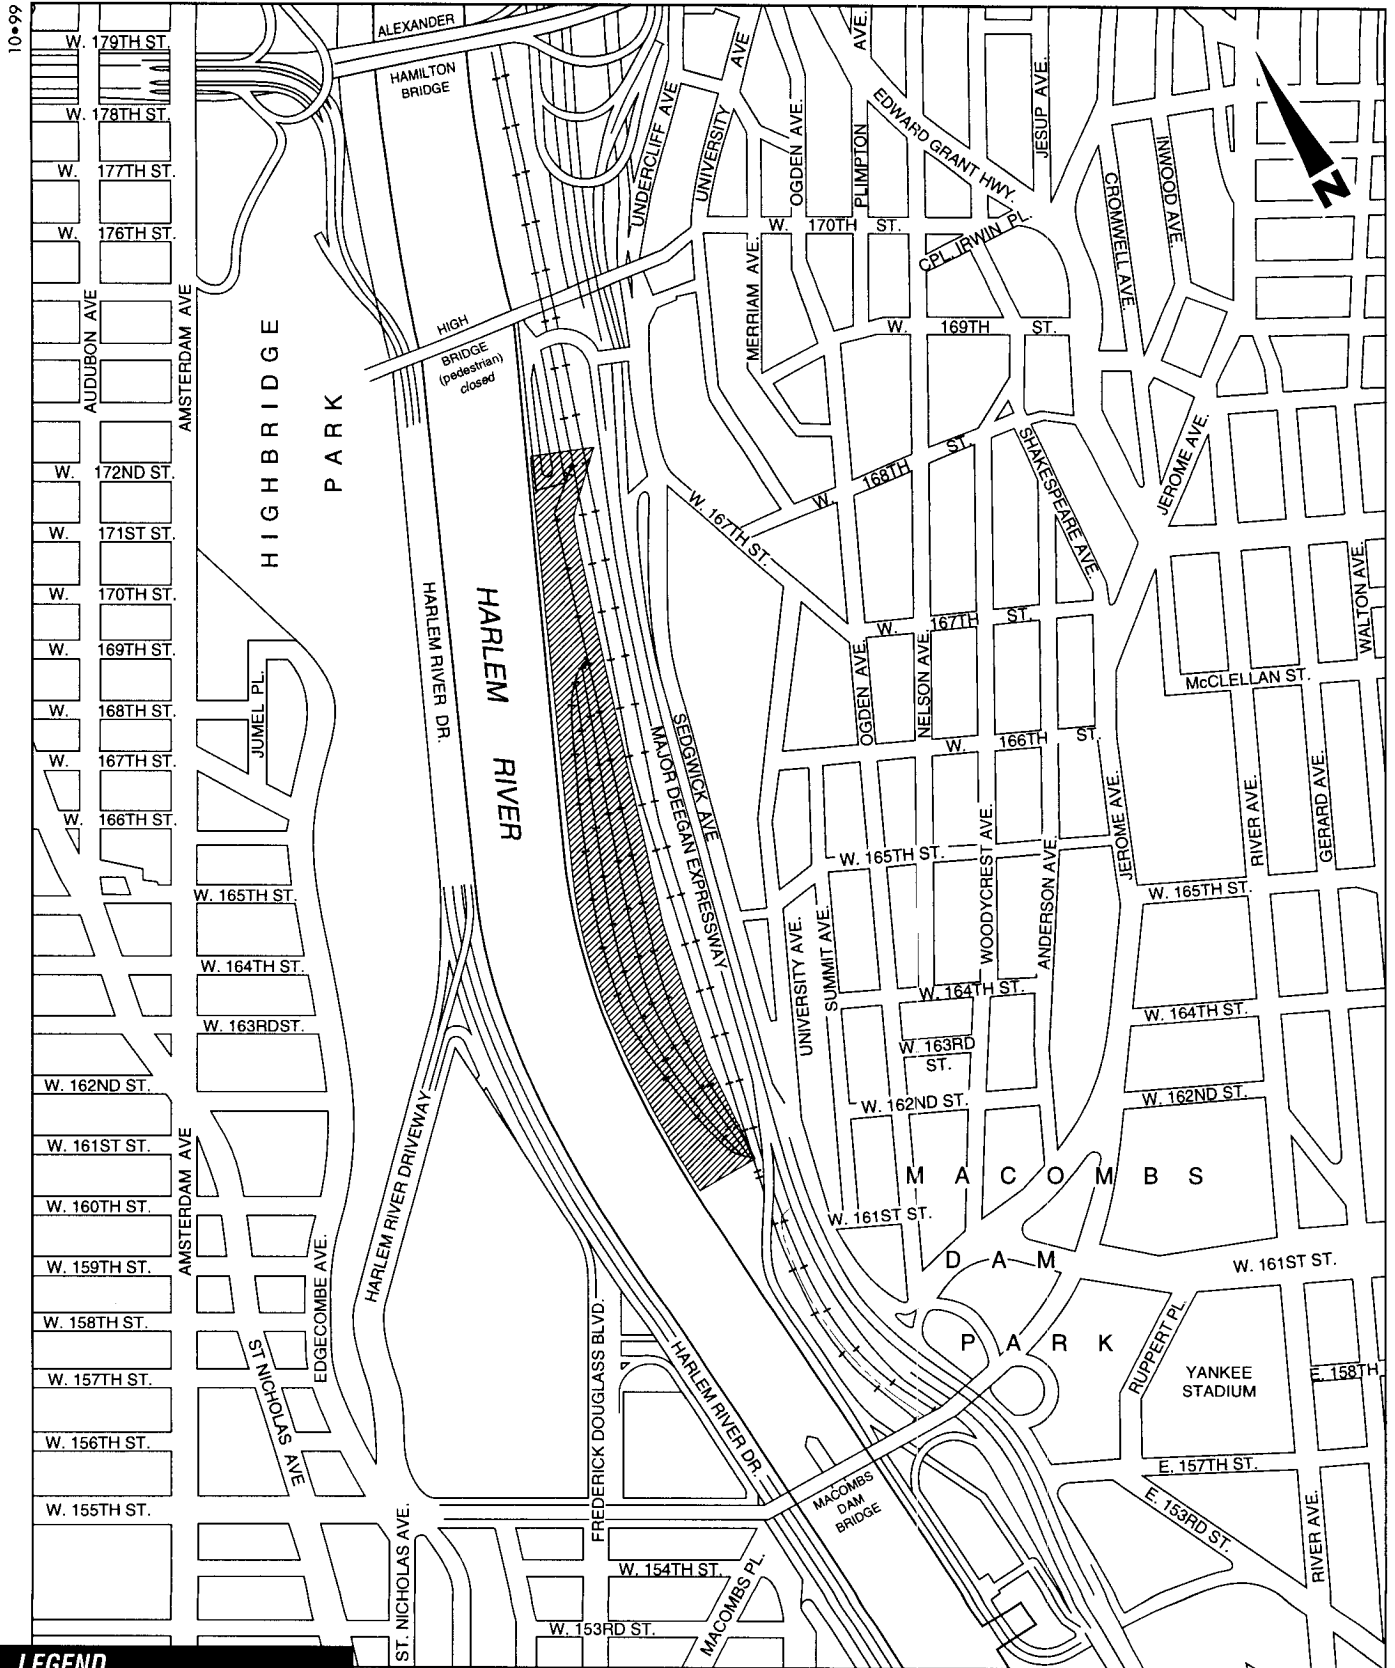 10•99
W. 179TH ST.
ALEXANDER
HAMILTON
BRIDGE
W. 178TH ST.
W. 177TH ST.
W. 176TH ST.
AUDUBON AVE
AMSTERDAM AVE
HIGHBRIDGE
PARK
HIGH
BRIDGE
(pedestrian)
closed
UNDERCLIFF AVE
UNIVERSITY AVE
OGDEN AVE.
PLIMPTON AVE.
EDWARD GRANT HWY.
JESUP AVE.
CROMWELL AVE.
INWOOD AVE.
N
W. 170TH ST.
CPL. IRWIN PL.
MERRIAM AVE.
W. 169TH ST.
W. 172ND ST.
W. 171ST ST.
W. 170TH ST.
W. 169TH ST.
W. 168TH ST.
W. 167TH ST.
W. 166TH ST.
JUMEL PL.
HARLEM RIVER DR.
HARLEM RIVER
W. 168TH ST.
W. 167TH ST.
SHAKESPEARE AVE.
JEROME AVE.
WALTON AVE.
W. 167TH ST.
McCLELLAN ST.
OGDEN AVE.
NELSON AVE.
W. 166TH ST.
SEDGWICK AVE
MAJOR DEEGAN EXPRESSWAY
W. 165TH ST.
WOODYCREST AVE.
ANDERSON AVE.
JEROME AVE.
RIVER AVE.
GERARD AVE.
W. 165TH ST.
W. 165TH ST.
W. 164TH ST.
W. 163RDST.
UNIVERSITY AVE.
SUMMIT AVE.
W. 164TH ST.
W. 164TH ST.
W. 163RD
ST.
W. 162ND ST.
W. 162ND ST.
W. 162ND ST.
W. 161ST ST.
W. 160TH ST.
W. 159TH ST.
W. 158TH ST.
W. 157TH ST.
W. 156TH ST.
W. 155TH ST.
AMSTERDAM AVE
EDGECOMBE AVE.
ST NICHOLAS AVE
HARLEM RIVER DRIVEWAY
MACOMBS
DAM
PARK
W. 161ST ST.
W. 161ST ST.
RUPPERT PL.
YANKEE
STADIUM
E. 158TH
FREDERICK DOUGLASS BLVD.
HARLEM RIVER DR.
MACOMBS
DAM
BRIDGE
E. 157TH ST.
E. 153RD ST.
RIVER AVE.
ST. NICHOLAS AVE.
W. 154TH ST.
MACOMBS PL.
W. 153RD ST.
LEGEND